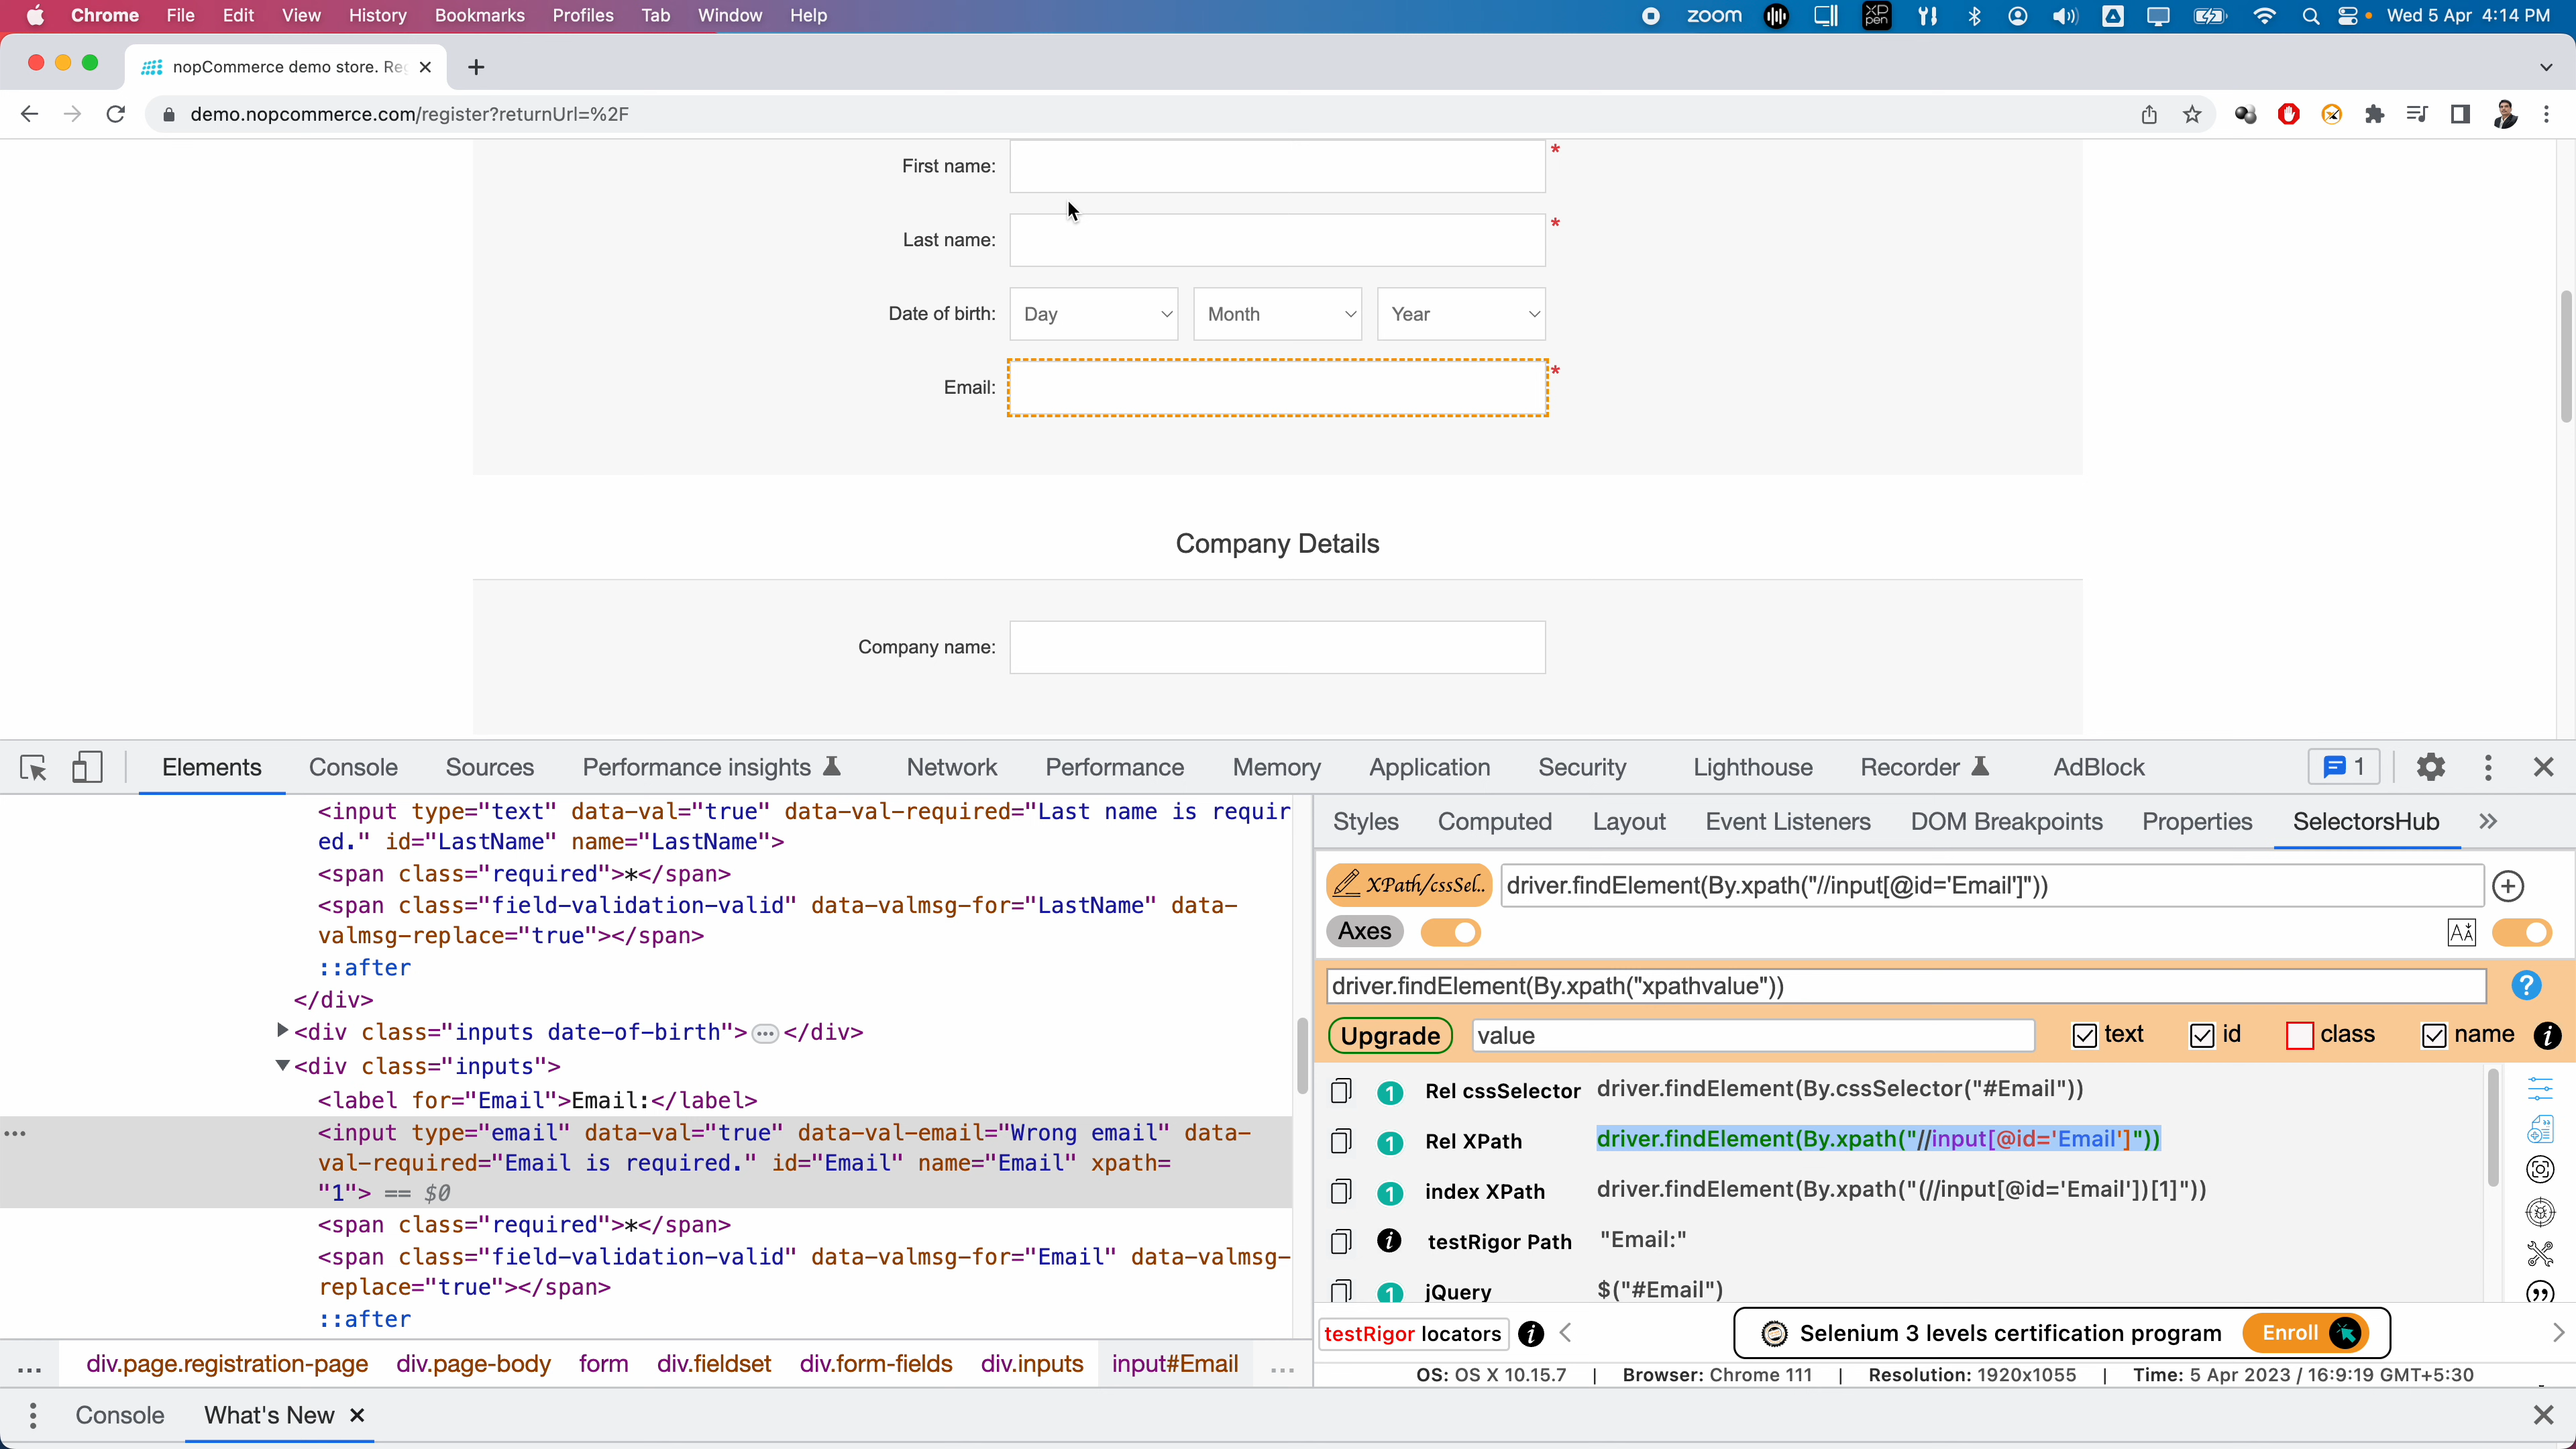 Chrome File Edit View History Bookmarks Profiles Tab Window Help zoom XP pen Wed 5 Apr 4:14 PM
nopCommerce demo store. Reg
demo.nopcommerce.com/register?returnUrl=%2F
First name: *
Last name: *
Date of birth: Day Month Year
Email: *
Company Details
Company name:
Elements Console Sources Performance insights Network Performance Memory Application Security Lighthouse Recorder AdBlock 1
<input type="text" data-val="true" data-val-required="Last name is requir
ed." id="LastName" name="LastName">
<span class="required">*</span>
<span class="field-validation-valid" data-valmsg-for="LastName" data-
valmsg-replace="true"></span>
::after
</div>
<div class="inputs date-of-birth">…</div>
<div class="inputs">
<label for="Email">Email:</label>
<input type="email" data-val="true" data-val-email="Wrong email" data-
val-required="Email is required." id="Email" name="Email" xpath=
"1"> == $0
<span class="required">*</span>
<span class="field-validation-valid" data-valmsg-for="Email" data-valmsg-
replace="true"></span>
::after
... div.page.registration-page div.page-body form div.fieldset div.form-fields div.inputs input#Email ...
Styles Computed Layout Event Listeners DOM Breakpoints Properties SelectorsHub »
XPath/cssSel.. driver.findElement(By.xpath("//input[@id='Email']"))
Axes
driver.findElement(By.xpath("xpathvalue")) ?
Upgrade value text id class name i
1 Rel cssSelector driver.findElement(By.cssSelector("#Email"))
1 Rel XPath driver.findElement(By.xpath("//input[@id='Email']"))
1 index XPath driver.findElement(By.xpath("(//input[@id='Email'])[1]"))
i testRigor Path "Email:"
1 jQuery $("#Email")
testRigor locators i Selenium 3 levels certification program Enroll
OS: OS X 10.15.7 | Browser: Chrome 111 | Resolution: 1920x1055 | Time: 5 Apr 2023 / 16:9:19 GMT+5:30
Console What's New